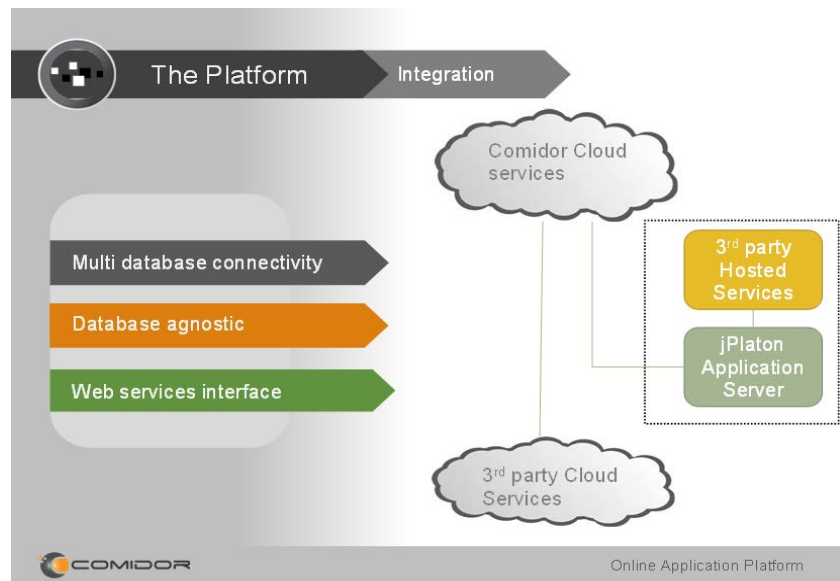 The Platform
Integration
Comidor Cloud
services
Multi database connectivity
Database agnostic
Web services interface
3rd party
Hosted
Services
jPlaton
Application
Server
3rd party Cloud
Services
COMIDOR
Online Application Platform